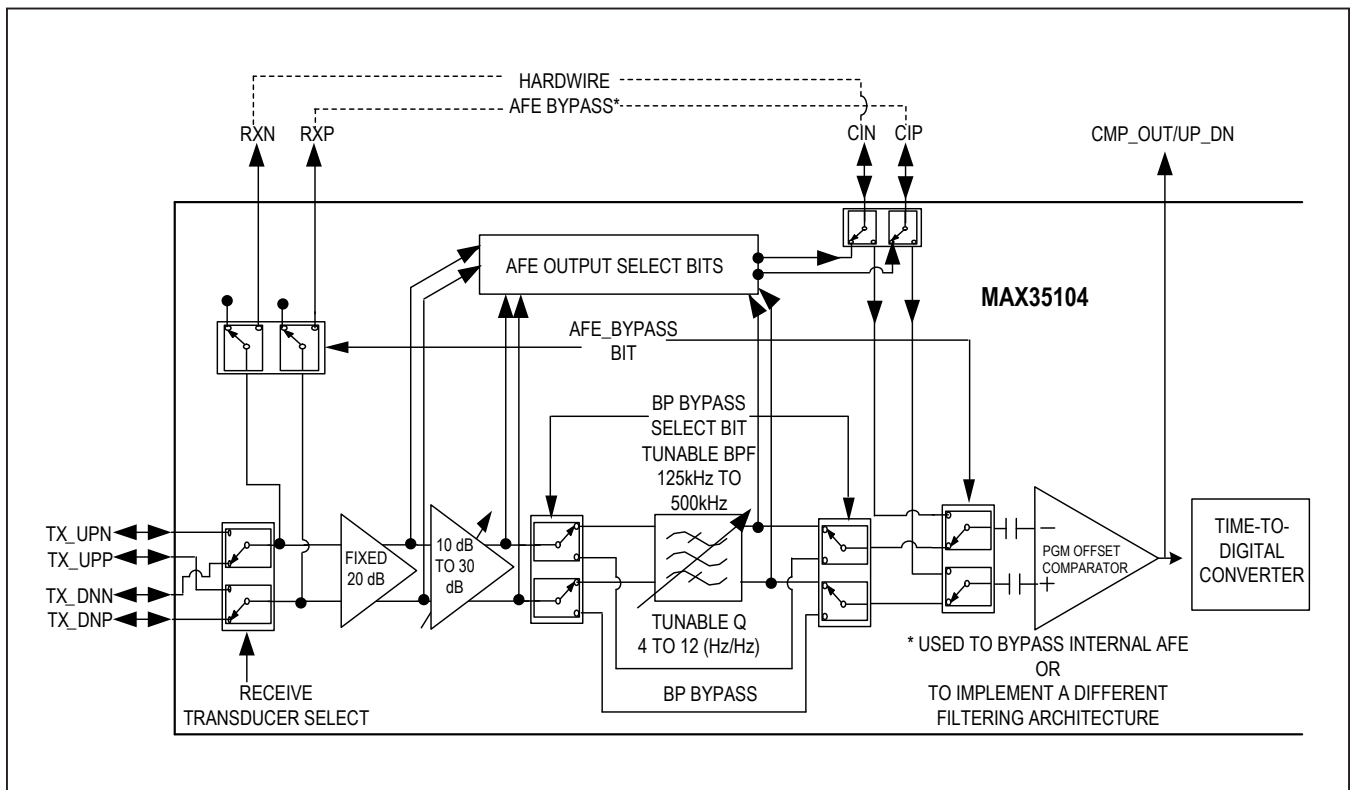 HARDWIRE
AFE BYPASS*
RXN RXP CIN CIP CMP_OUT/UP_DN
AFE OUTPUT SELECT BITS
MAX35104
AFE_BYPASS
BIT
BP BYPASS
SELECT BIT
TUNABLE BPF
125kHz TO
500kHz
TX_UPN
TX_UPP
TX_DNN
TX_DNP
FIXED
20 dB
10 dB
TO 30
dB
PGM OFFSET
COMPARATOR
−
+
TIME-TO-
DIGITAL
CONVERTER
TUNABLE Q
4 TO 12 (Hz/Hz)
BP BYPASS
RECEIVE
TRANSDUCER SELECT
* USED TO BYPASS INTERNAL AFE
OR
TO IMPLEMENT A DIFFERENT
FILTERING ARCHITECTURE